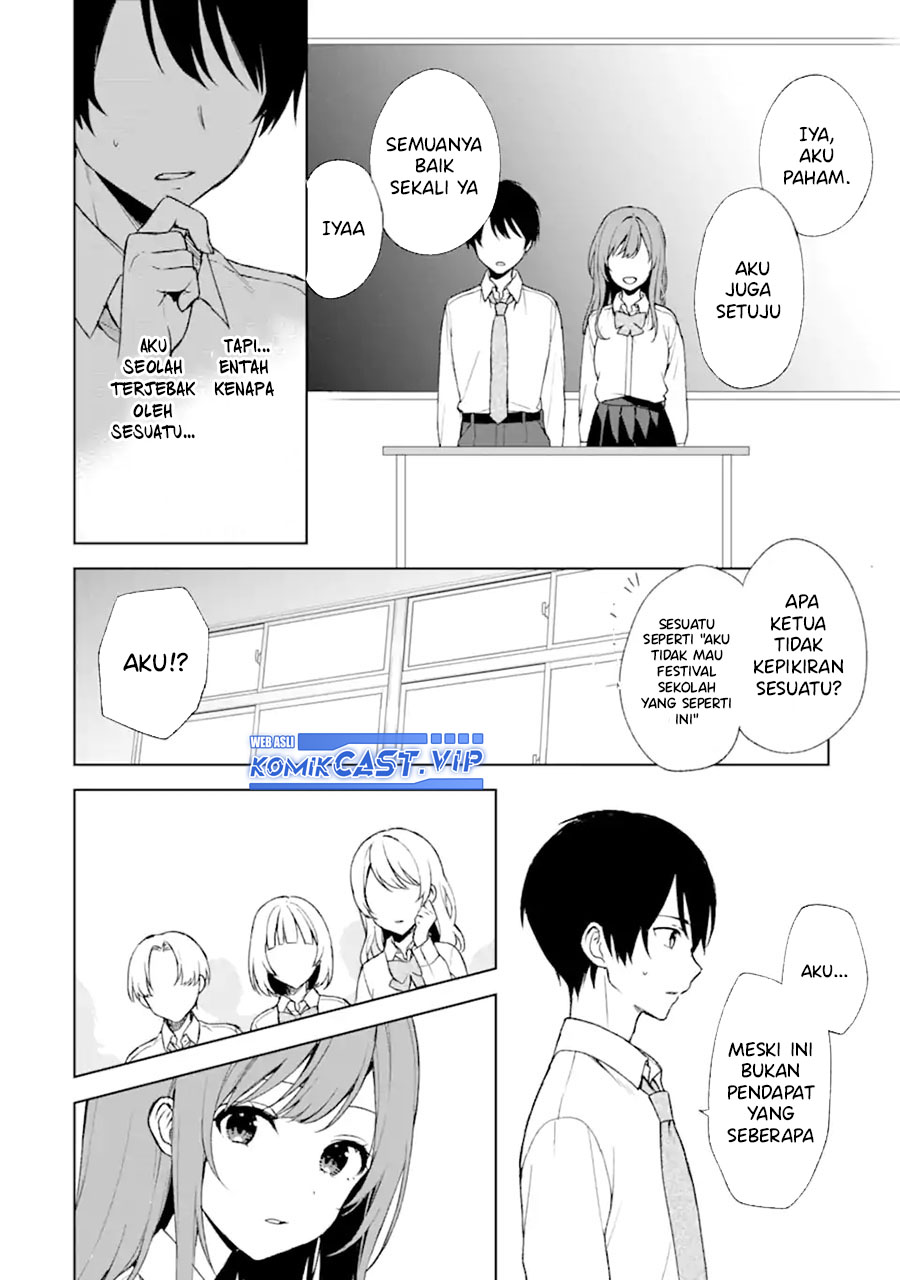 IYA,
AKU
PAHAM.
AKU
JUGA
SETUJU
SEMUANYA
BAIK
SEKALI YA
IYAA
TAPI...
ENTAH
KENAPA
AKU
SEOLAH
TERJEBAK
OLEH
SESUATU...
APA
KETUA
TIDAK
KEPIKIRAN
SESUATU?
SESUATU
SEPERTI "AKU
TIDAK MAU
FESTIVAL
SEKOLAH
YANG SEPERTI
INI"
AKU!?
WEB ASLI
KOMIKCAST.VIP
AKU...
MESKI INI
BUKAN
PENDAPAT
YANG
SEBERAPA